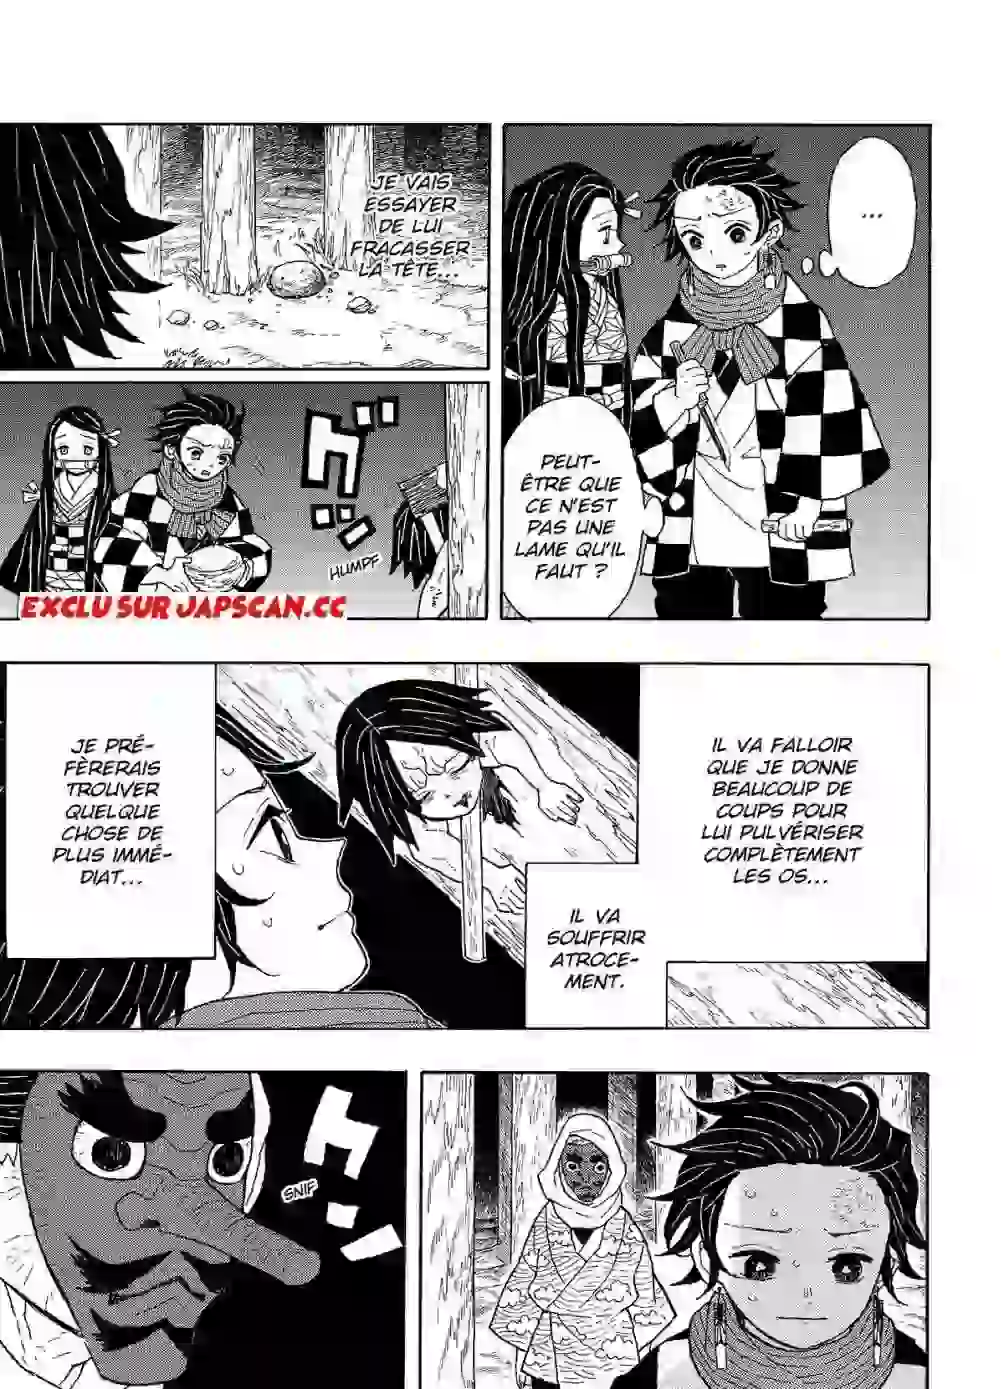 ...
PEUT-
ÊTRE QUE
CE N'EST
PAS UNE
LAME QU'IL
FAUT ?
JE VAIS
ESSAYER
DE LUI
FRACASSER
LA TÊTE...
HUMPF
EXCLU SUR JAPSCAN.CC
IL VA FALLOIR
QUE JE DONNE
BEAUCOUP DE
COUPS POUR
LUI PULVÉRISER
COMPLÈTEMENT
LES OS...
IL VA
SOUFFRIR
ATROCE-
MENT.
JE PRÉ-
FÈRERAIS
TROUVER
QUELQUE
CHOSE DE
PLUS IMMÉ-
DIAT...
SNIF